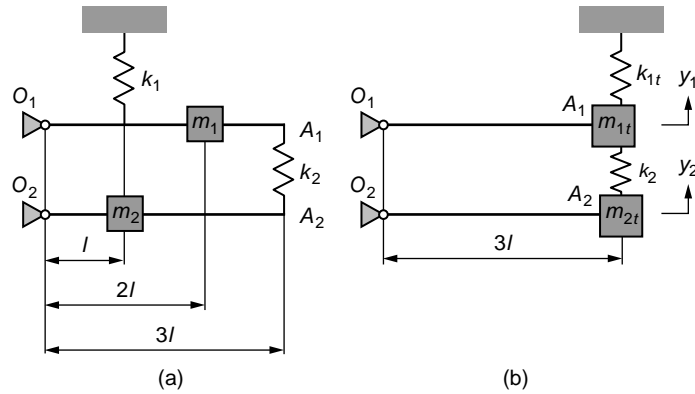 k₁
O₁
m₁
A₁
k₂
O₂
m₂
A₂
l
2l
3l
(a)
k₁ₜ
y₁
O₁
A₁
m₁ₜ
k₂
y₂
O₂
A₂
m₂ₜ
3l
(b)